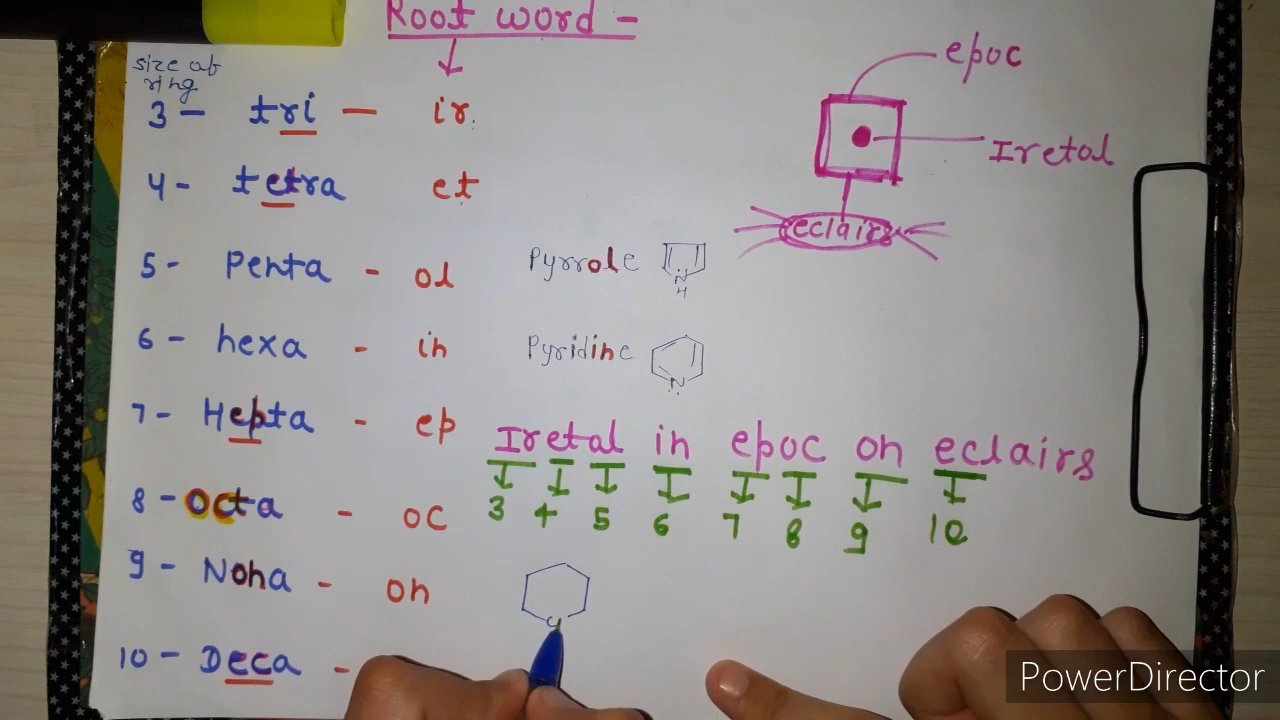 Root word -
size of ring
3 - tri - ir.
4 - tetra et
5 - Penta - ol
6 - hexa - in
7 - Hepta - ep
8 - octa - oc
9 - Nona - on
10 - Deca -
Pyrrole
N
H
Pyridine
N
epoc
Iretol
eclairs
Iretol in epoc on eclairs
3 4 5 6 7 8 9 10
PowerDirector